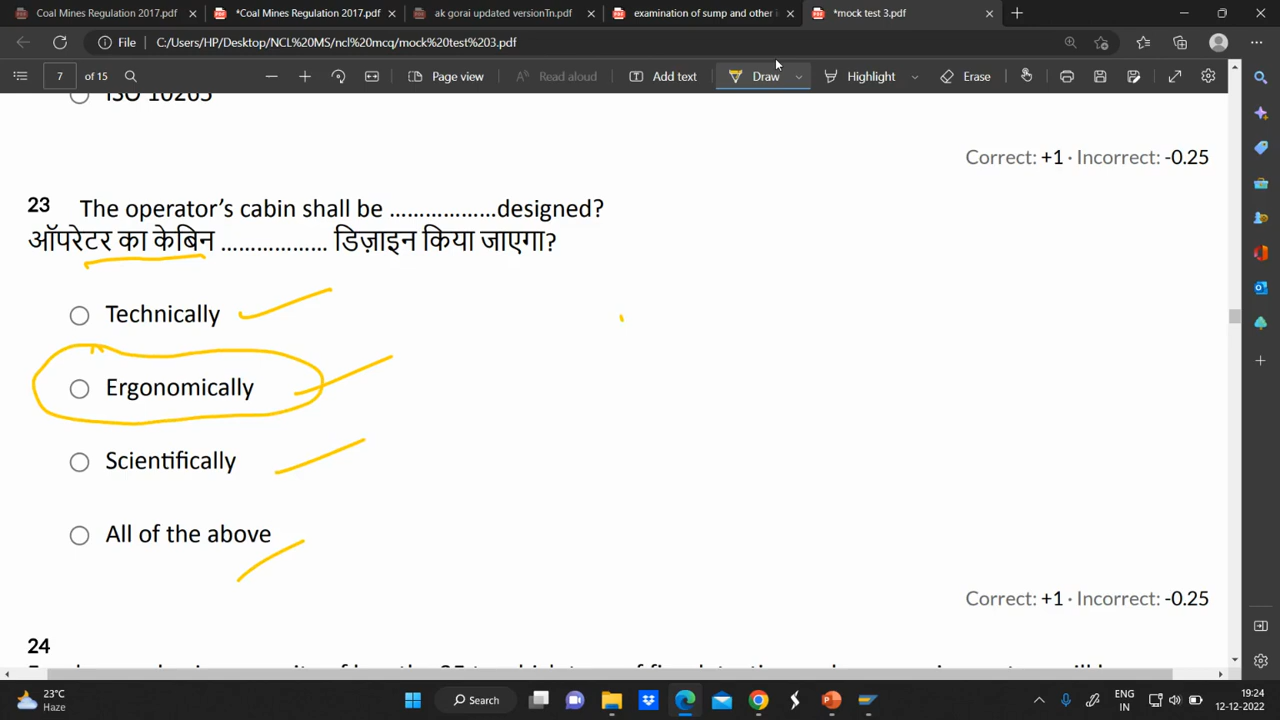 Coal Mines Regulation 2017.pdf
*Coal Mines Regulation 2017.pdf
ak gorai updated versionTn.pdf
examination of sump and other i
*mock test 3.pdf
File
C:/Users/HP/Desktop/NCL%20MS/ncl%20mcq/mock%20test%203.pdf
7 of 15
Page view
Read aloud
Add text
Draw
Highlight
Erase
Correct: +1 · Incorrect: -0.25
23 The operator's cabin shall be ………………designed?
ऑपरेटर का केबिन ……………… डिज़ाइन किया जाएगा?
Technically
Ergonomically
Scientifically
All of the above
Correct: +1 · Incorrect: -0.25
24
23°C
Haze
Search
ENG
IN
19:24
12-12-2022